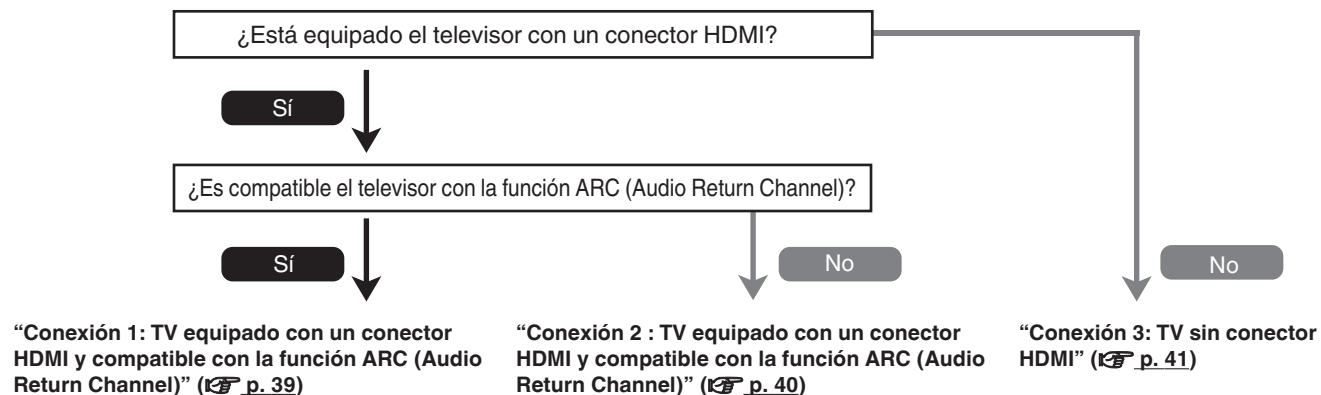 ¿Está equipado el televisor con un conector HDMI?
Sí
¿Es compatible el televisor con la función ARC (Audio Return Channel)?
Sí
No
No
“Conexión 1: TV equipado con un conector
HDMI y compatible con la función ARC (Audio
Return Channel)” (☞ p. 39)
“Conexión 2 : TV equipado con un conector
HDMI y compatible con la función ARC (Audio
Return Channel)” (☞ p. 40)
“Conexión 3: TV sin conector
HDMI” (☞ p. 41)